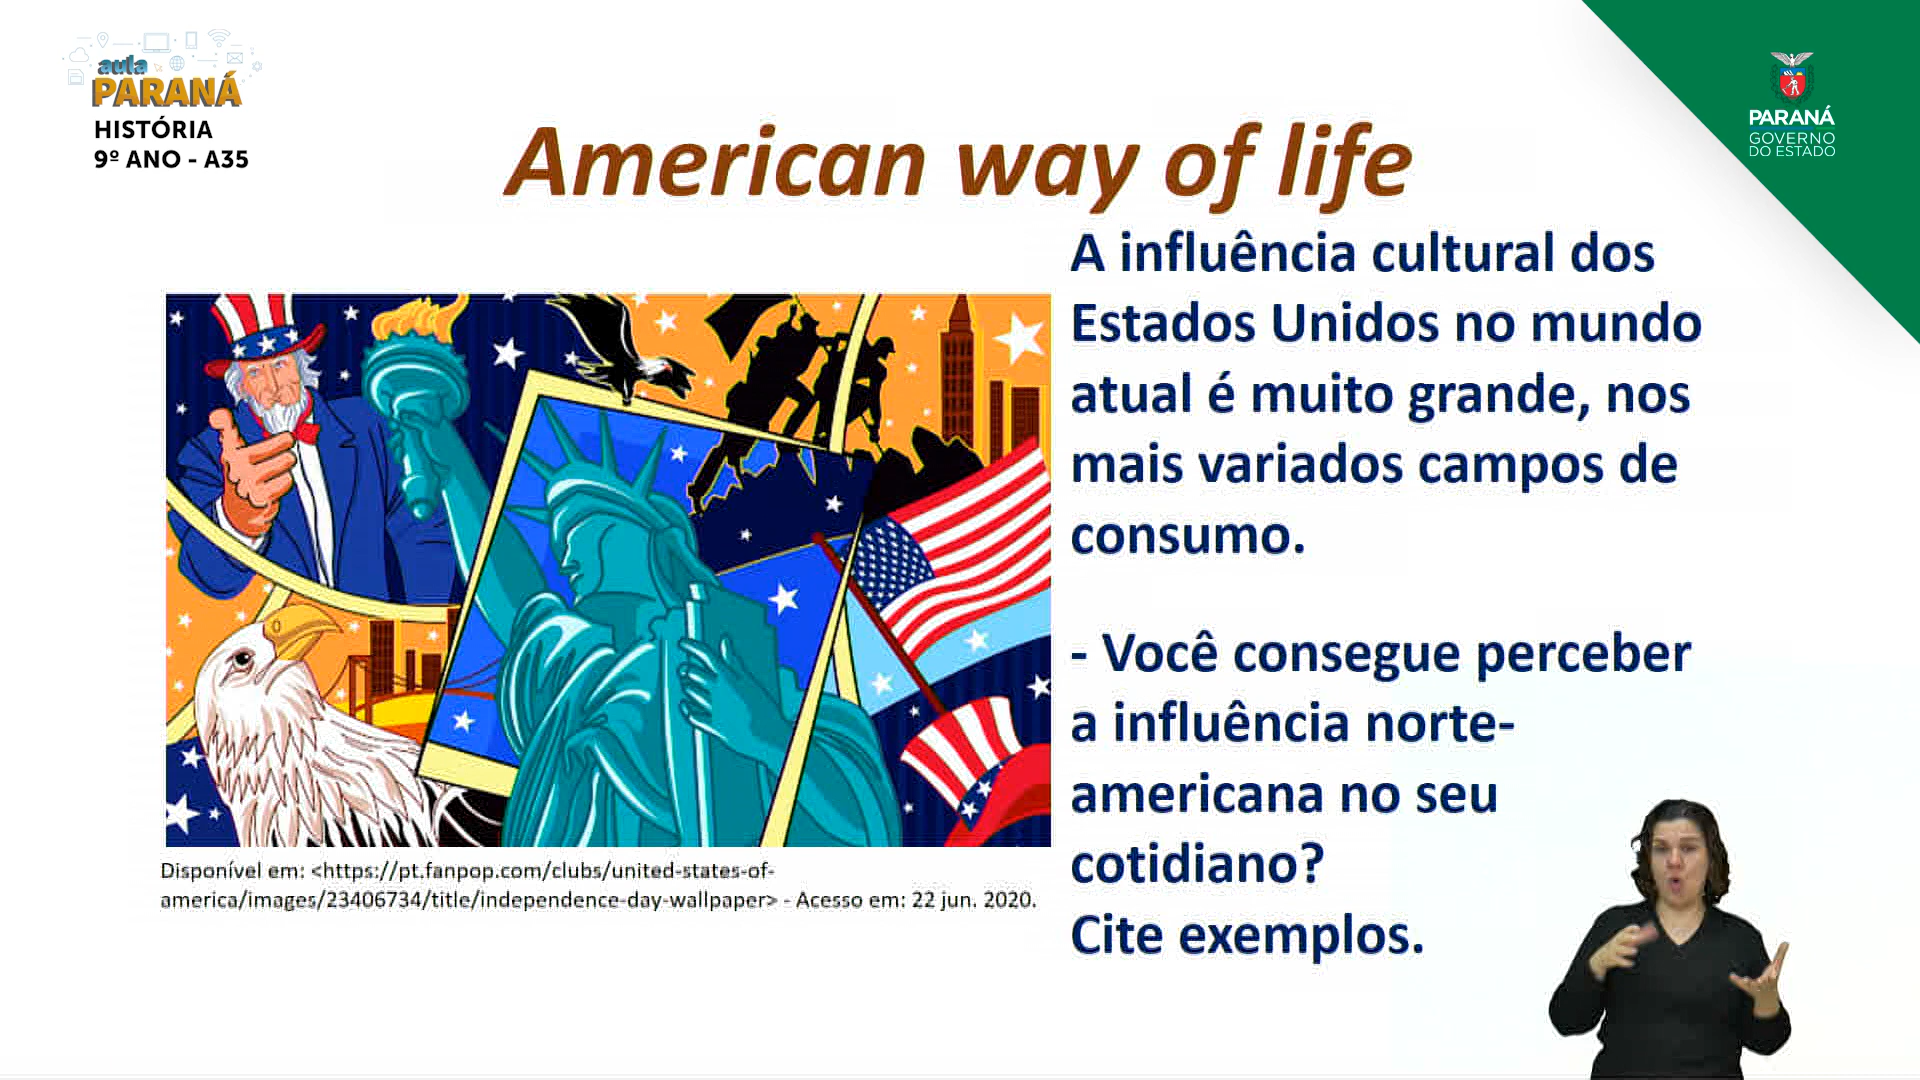 aula
PARANÁ
HISTÓRIA
9º ANO - A35
PARANÁ
GOVERNO
DO ESTADO
American way of life
A influência cultural dos
Estados Unidos no mundo
atual é muito grande, nos
mais variados campos de
consumo.
- Você consegue perceber
a influência norte-
americana no seu
cotidiano?
Cite exemplos.
Disponível em: <https://pt.fanpop.com/clubs/united-states-of-
america/images/23406734/title/independence-day-wallpaper> - Acesso em: 22 jun. 2020.